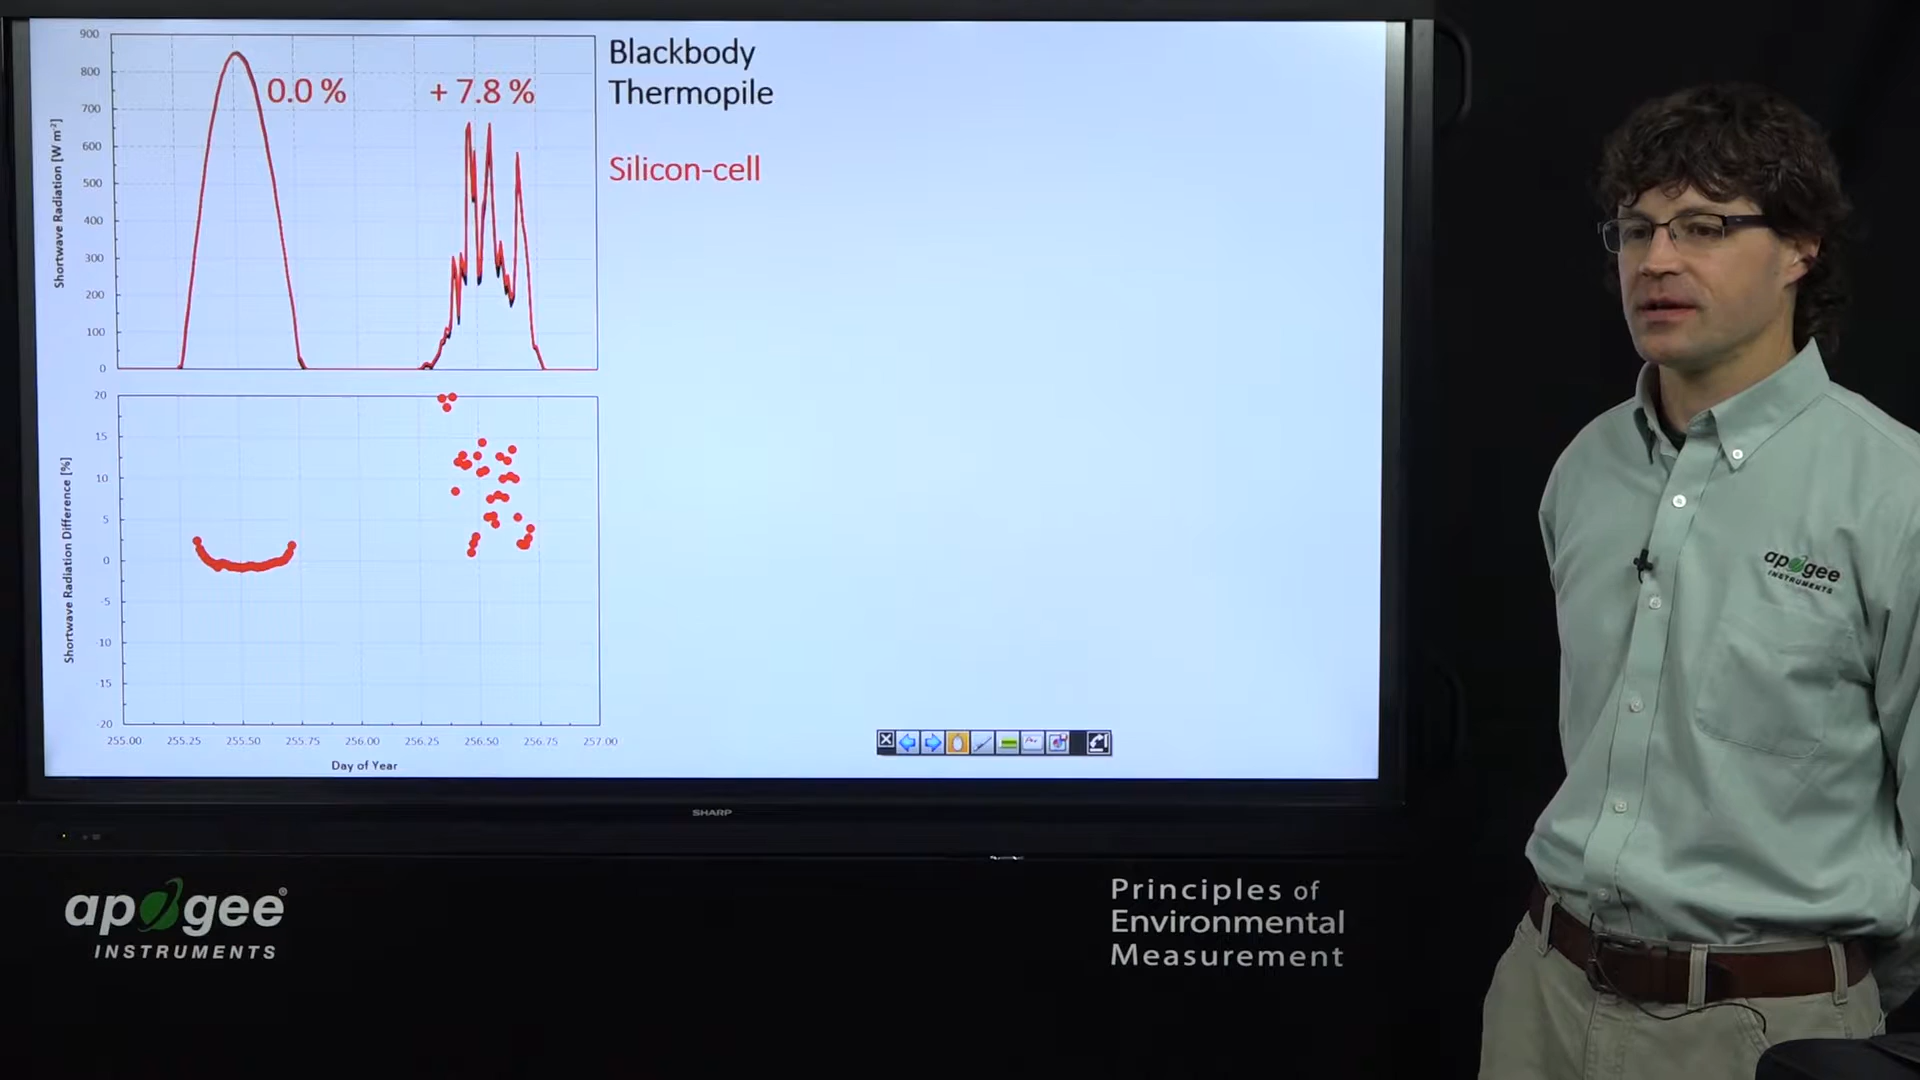 900
800
700
600
500
400
300
200
100
0
Shortwave Radiation [W m⁻²]
0.0 %
+ 7.8 %
Blackbody
Thermopile
Silicon-cell
20
15
10
5
0
-5
-10
-15
-20
Shortwave Radiation Difference [%]
255.00 255.25 255.50 255.75 256.00 256.25 256.50 256.75 257.00
Day of Year
SHARP
apogee®
INSTRUMENTS
Principles of
Environmental
Measurement
apogee
INSTRUMENTS